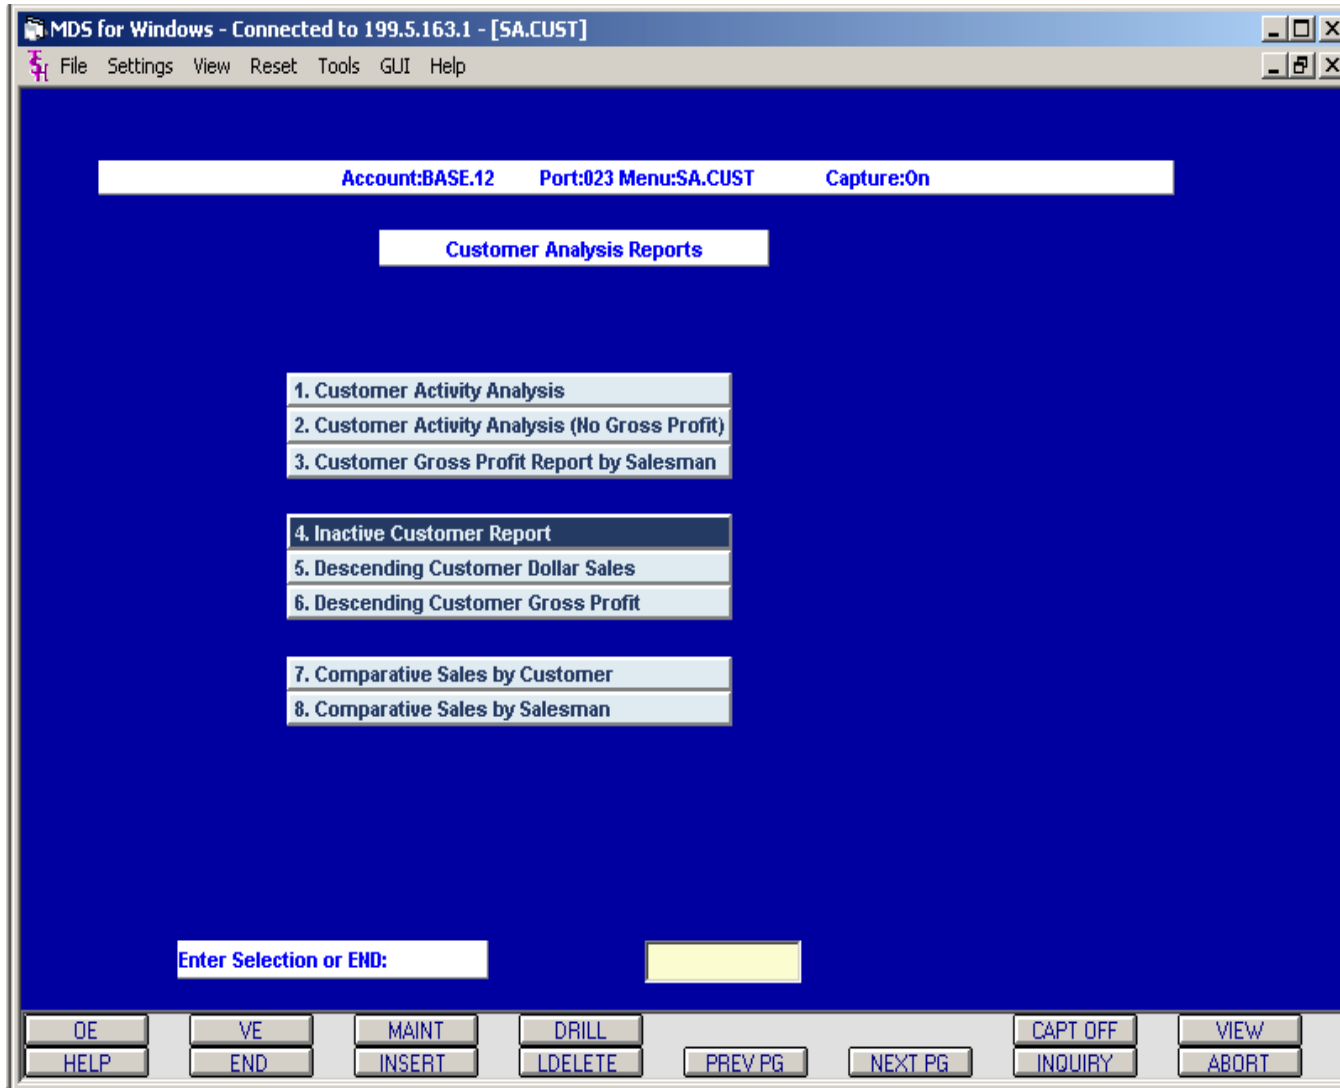 MDS for Windows - Connected to 199.5.163.1 - [SA.CUST]
File Settings View Reset Tools GUI Help
Account:BASE.12 Port:023 Menu:SA.CUST Capture:On
Customer Analysis Reports
1. Customer Activity Analysis
2. Customer Activity Analysis (No Gross Profit)
3. Customer Gross Profit Report by Salesman
4. Inactive Customer Report
5. Descending Customer Dollar Sales
6. Descending Customer Gross Profit
7. Comparative Sales by Customer
8. Comparative Sales by Salesman
Enter Selection or END:
OE VE MAINT DRILL CAPT OFF VIEW
HELP END INSERT LDELETE PREV PG NEXT PG INQUIRY ABORT